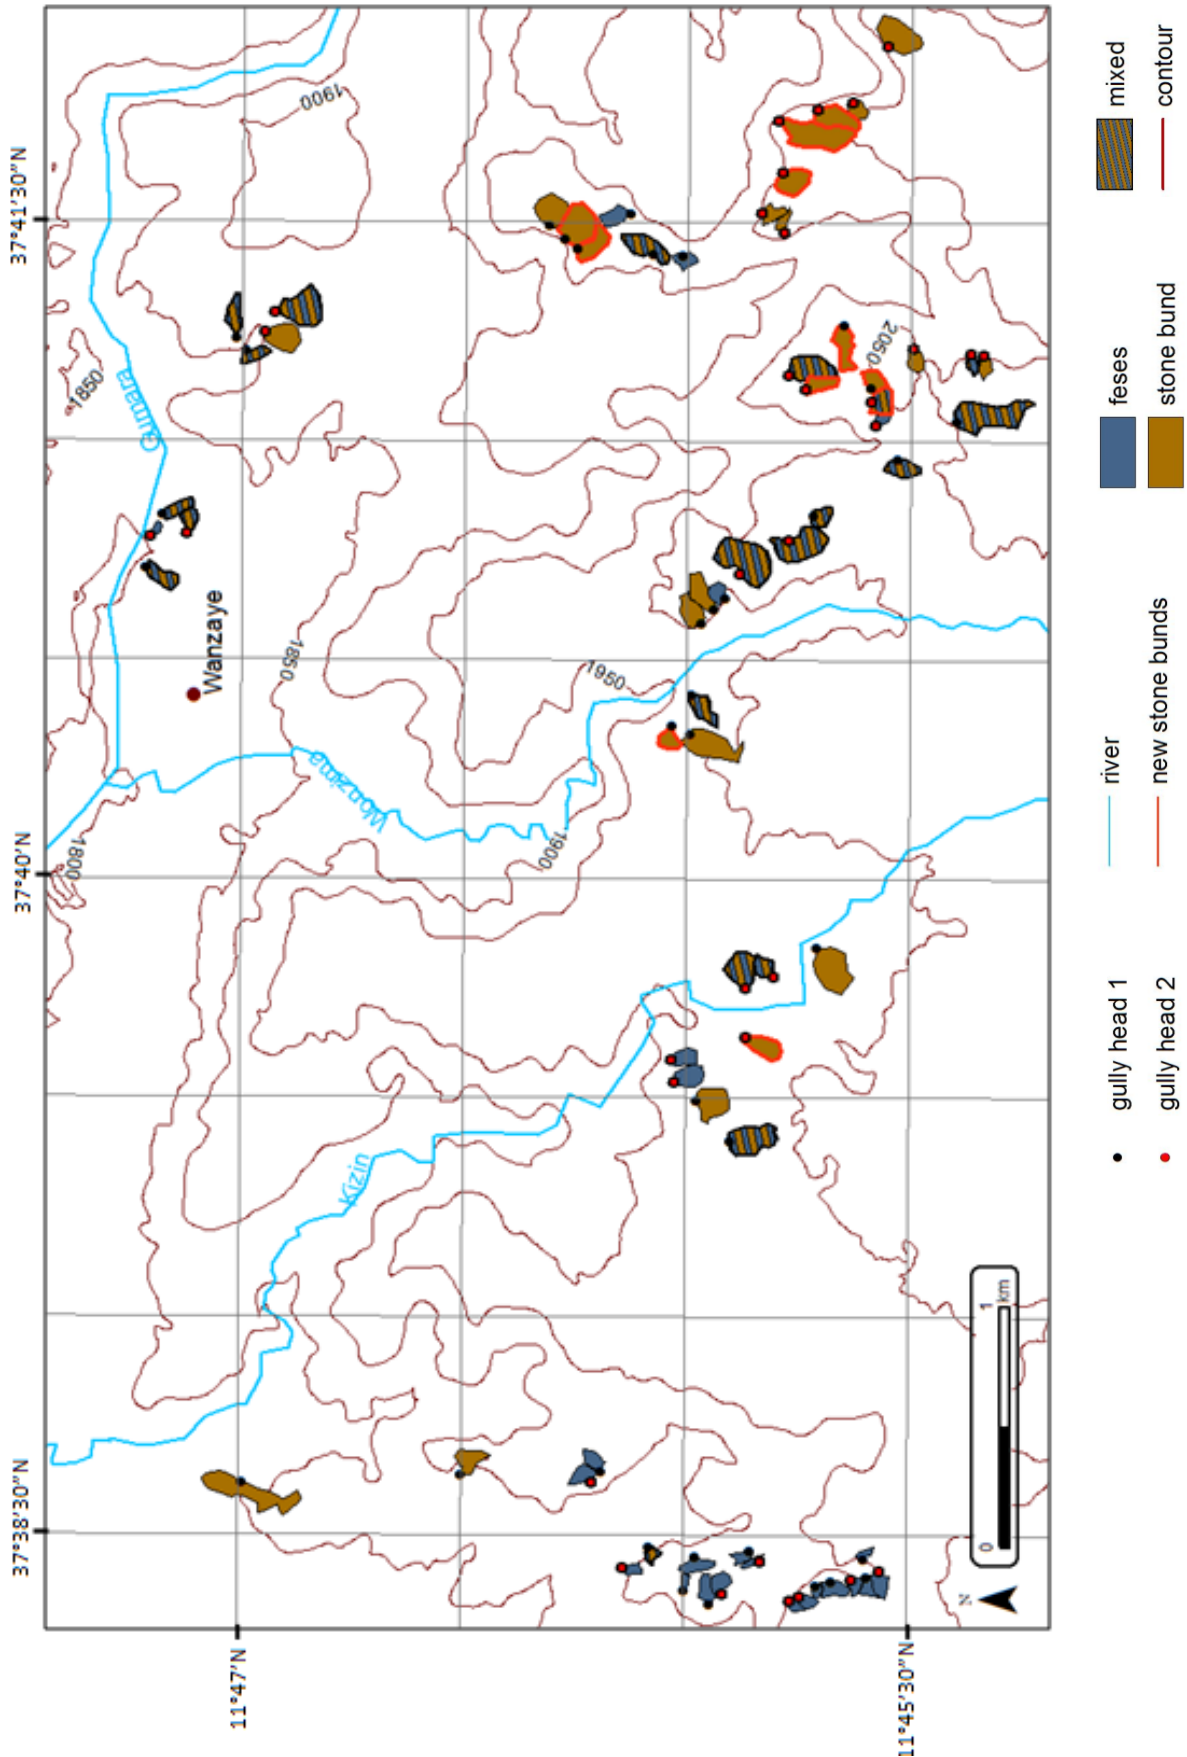 37°38'30"N
37°40'N
37°41'30"N
11°47'N
11°45'30"N
1800
1850
1850
1900
1900
1950
2050
Gumara
Wanzaye
Wonzima
Kizin
N
0
1
km
gully head 1
river
feses
mixed
gully head 2
new stone bunds
stone bund
contour